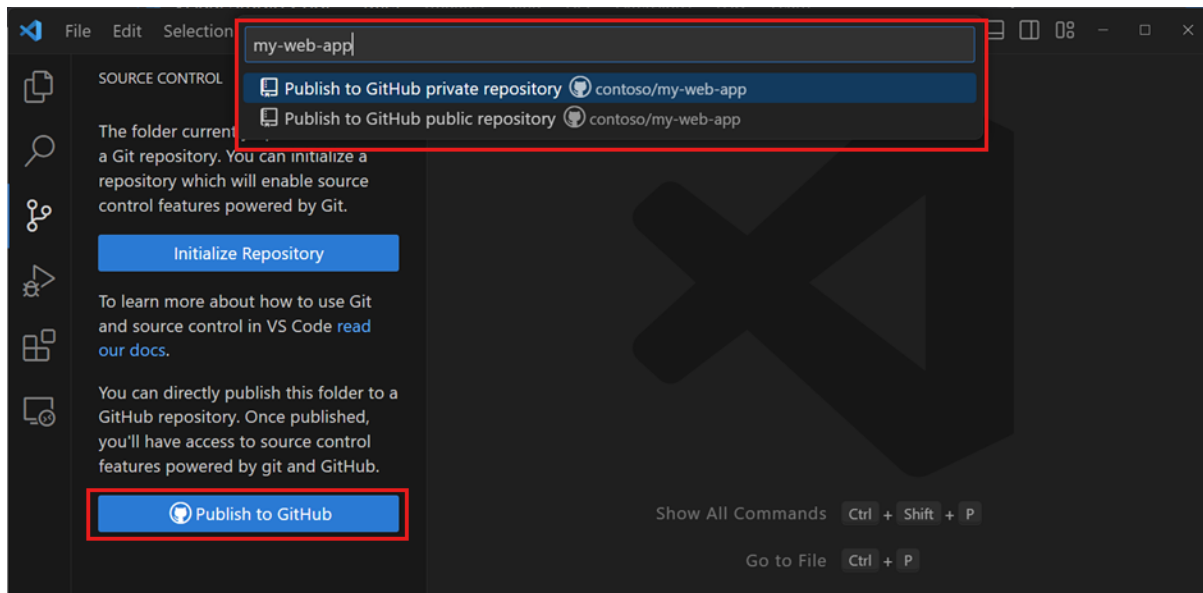 File Edit Selection
my-web-app
Publish to GitHub private repository contoso/my-web-app
Publish to GitHub public repository contoso/my-web-app
SOURCE CONTROL
The folder
a Git repository. You can initialize a
repository which will enable source
control features powered by Git.
Initialize Repository
To learn more about how to use Git
and source control in VS Code read
our docs.
You can directly publish this folder to a
GitHub repository. Once published,
you'll have access to source control
features powered by git and GitHub.
Publish to GitHub
Show All Commands Ctrl + Shift + P
Go to File Ctrl + P